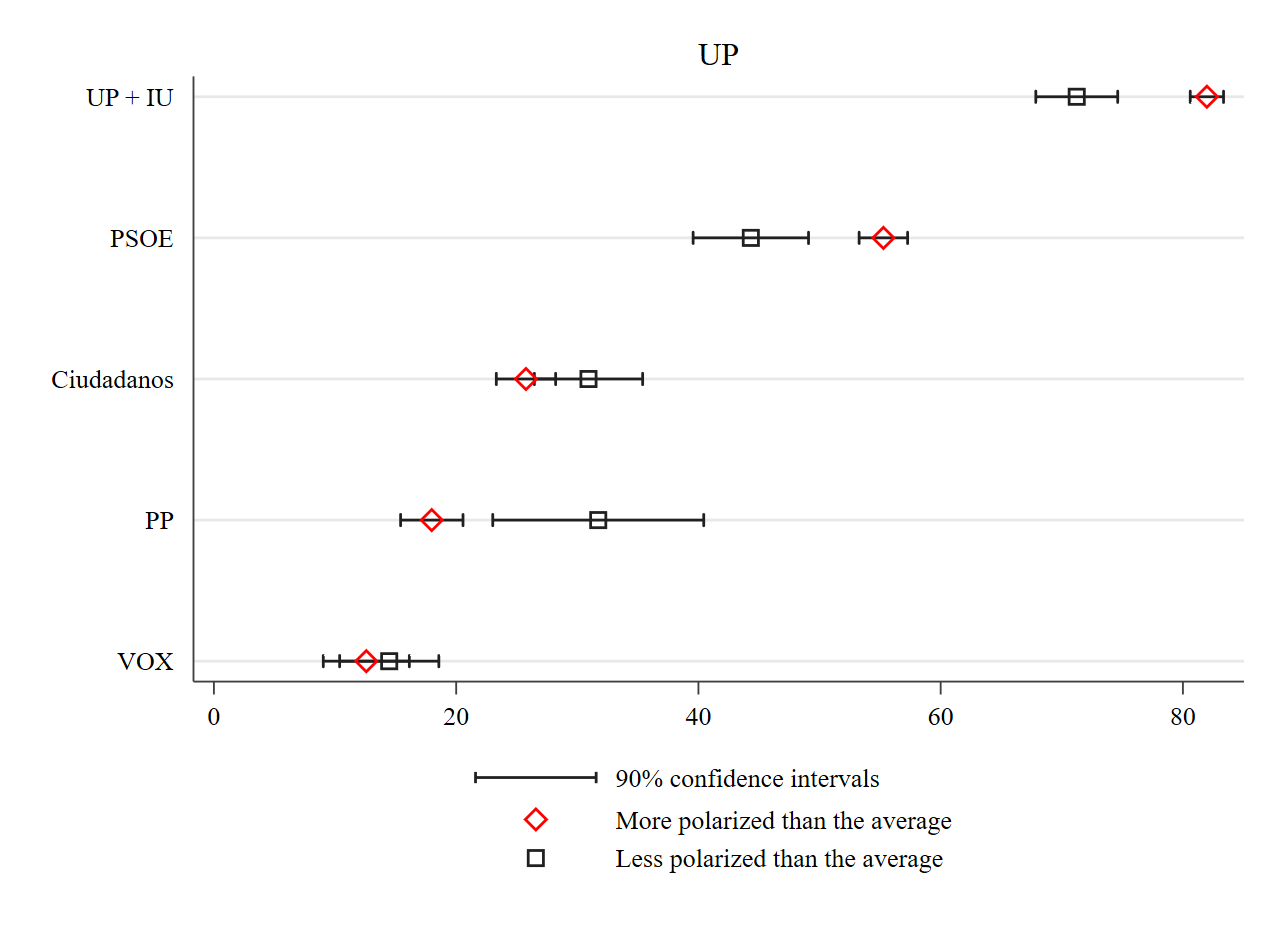 UP
UP + IU
PSOE
Ciudadanos
PP
VOX
0 20 40 60 80
90% confidence intervals
More polarized than the average
Less polarized than the average